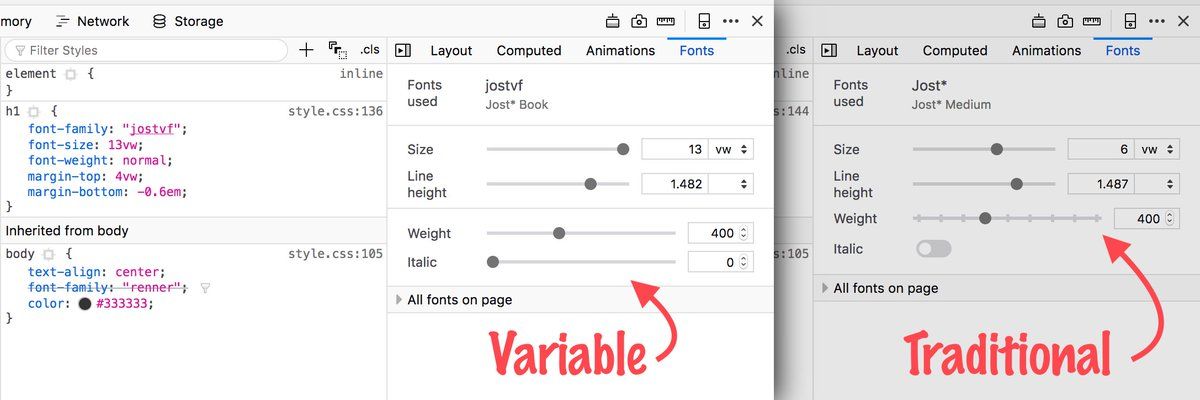 mory Network Storage
Filter Styles + .cls
element {
inline
}
h1 {
style.css:136
font-family: "jostvf";
font-size: 13vw;
font-weight: normal;
margin-top: 4vw;
margin-bottom: -0.6em;
}
Inherited from body
body {
style.css:105
text-align: center;
font-family: "renner";
color: #333333;
}
Layout Computed Animations Fonts
Fonts used
jostvf
Jost* Book
Size 13 vw
Line height 1.482
Weight 400
Italic 0
All fonts on page
Variable
.cls Layout Computed Animations Fonts
nline
s:144
s:105
Fonts used
Jost*
Jost* Medium
Size 6 vw
Line height 1.487
Weight 400
Italic
All fonts on page
Traditional